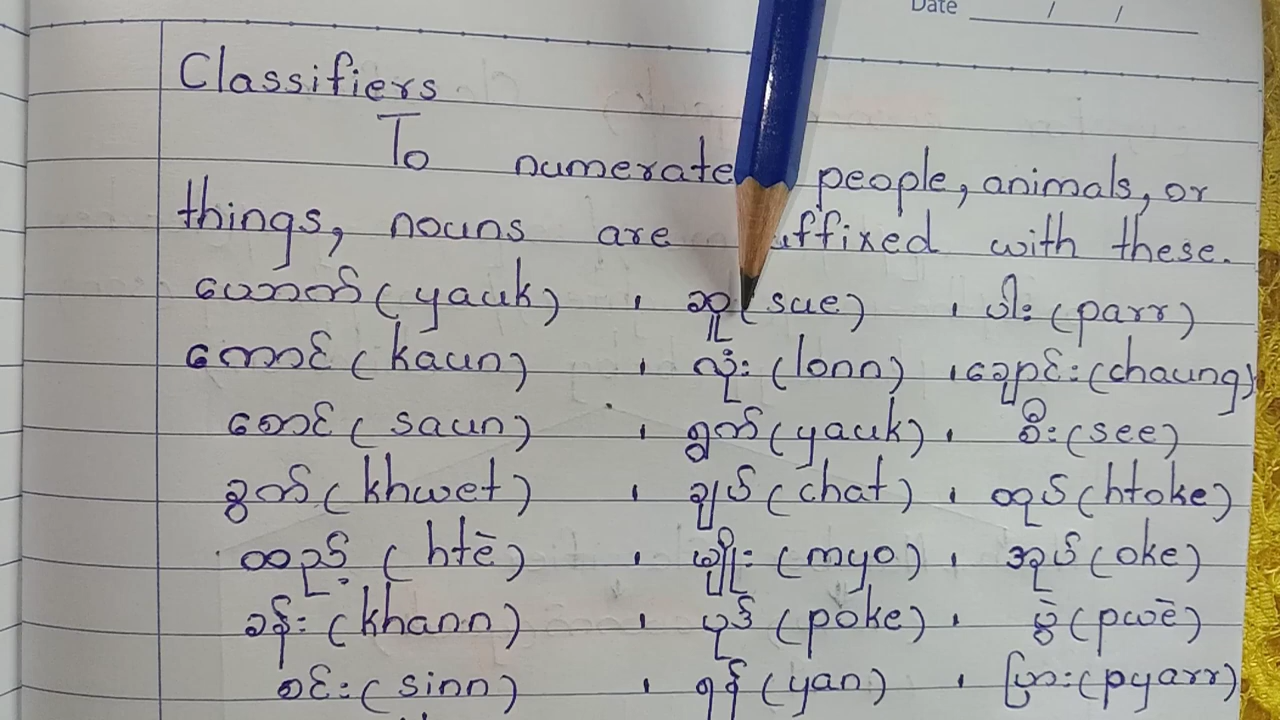 Date / /
Classifiers
To numerate people, animals, or
things, nouns are suffixed with these.
ယောက် (yauk) ၊ ဆူ (sue) ၊ ပါး (parr)
ကောင် (kaun) ၊ လုံး (lonn) ၊ ချောင်း (chaung)
ဆောင် (saun) ၊ ရွက် (yauk) ၊ စီး (see)
ခွက် (khwet) ၊ ချပ် (chat) ၊ ထုပ် (htoke)
ထည် (htē) ၊ မျိုး (myo) ၊ အုပ် (oke)
ခန်း (khann) ၊ ပုဒ် (poke) ၊ ပွဲ (pwē)
စင်း (sinn) ၊ ရန် (yan) ၊ ပြား (pyarr)